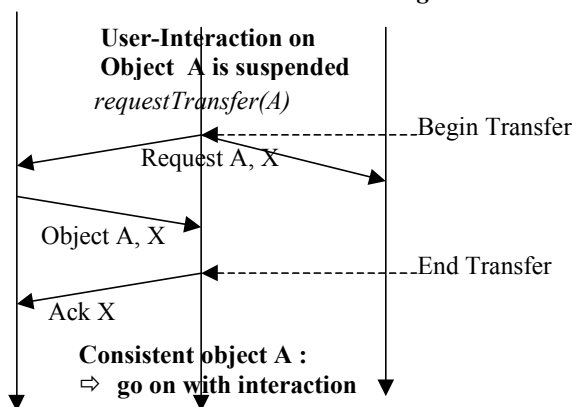 User-Interaction on
Object A is suspended
requestTransfer(A)
Begin Transfer
Request A, X
Object A, X
End Transfer
Ack X
Consistent object A :
⇨ go on with interaction